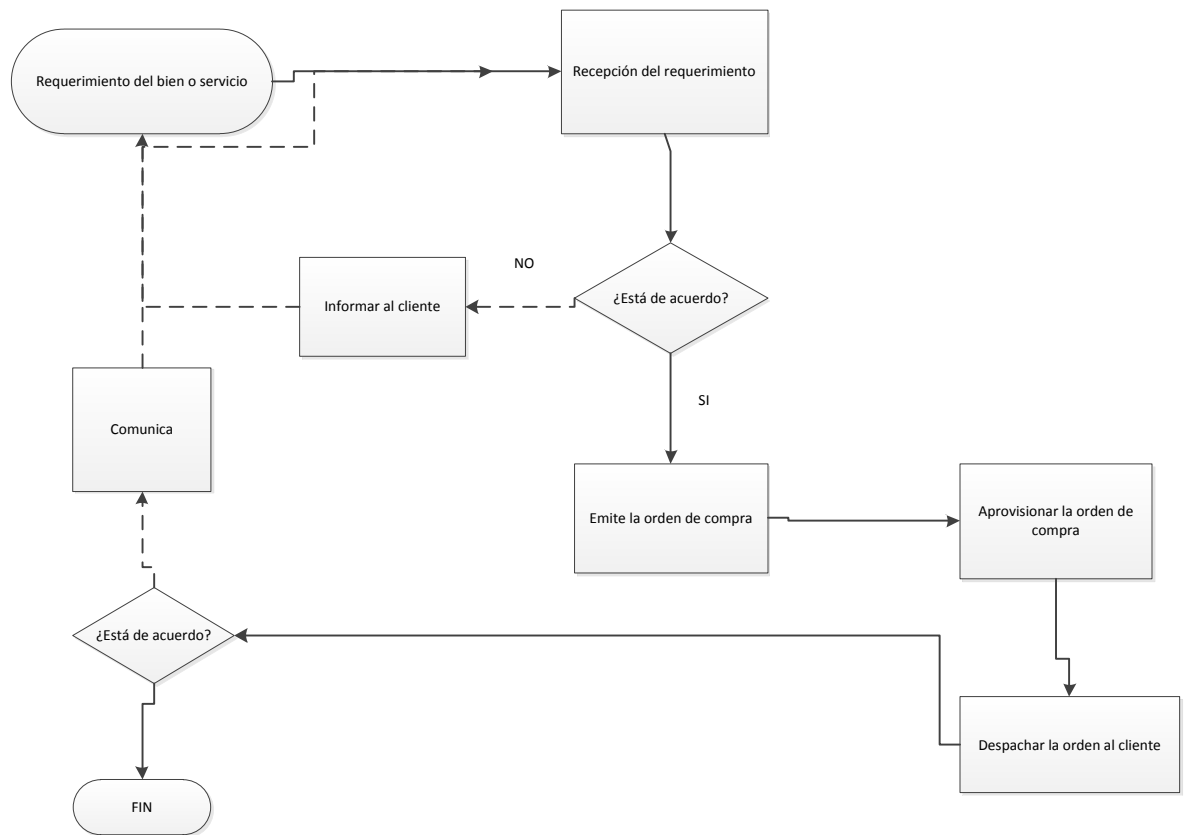 Requerimiento del bien o servicio
Recepción del requerimiento
¿Está de acuerdo?
NO
Informar al cliente
SI
Comunica
Emite la orden de compra
Aprovisionar la orden de
compra
¿Está de acuerdo?
Despachar la orden al cliente
FIN